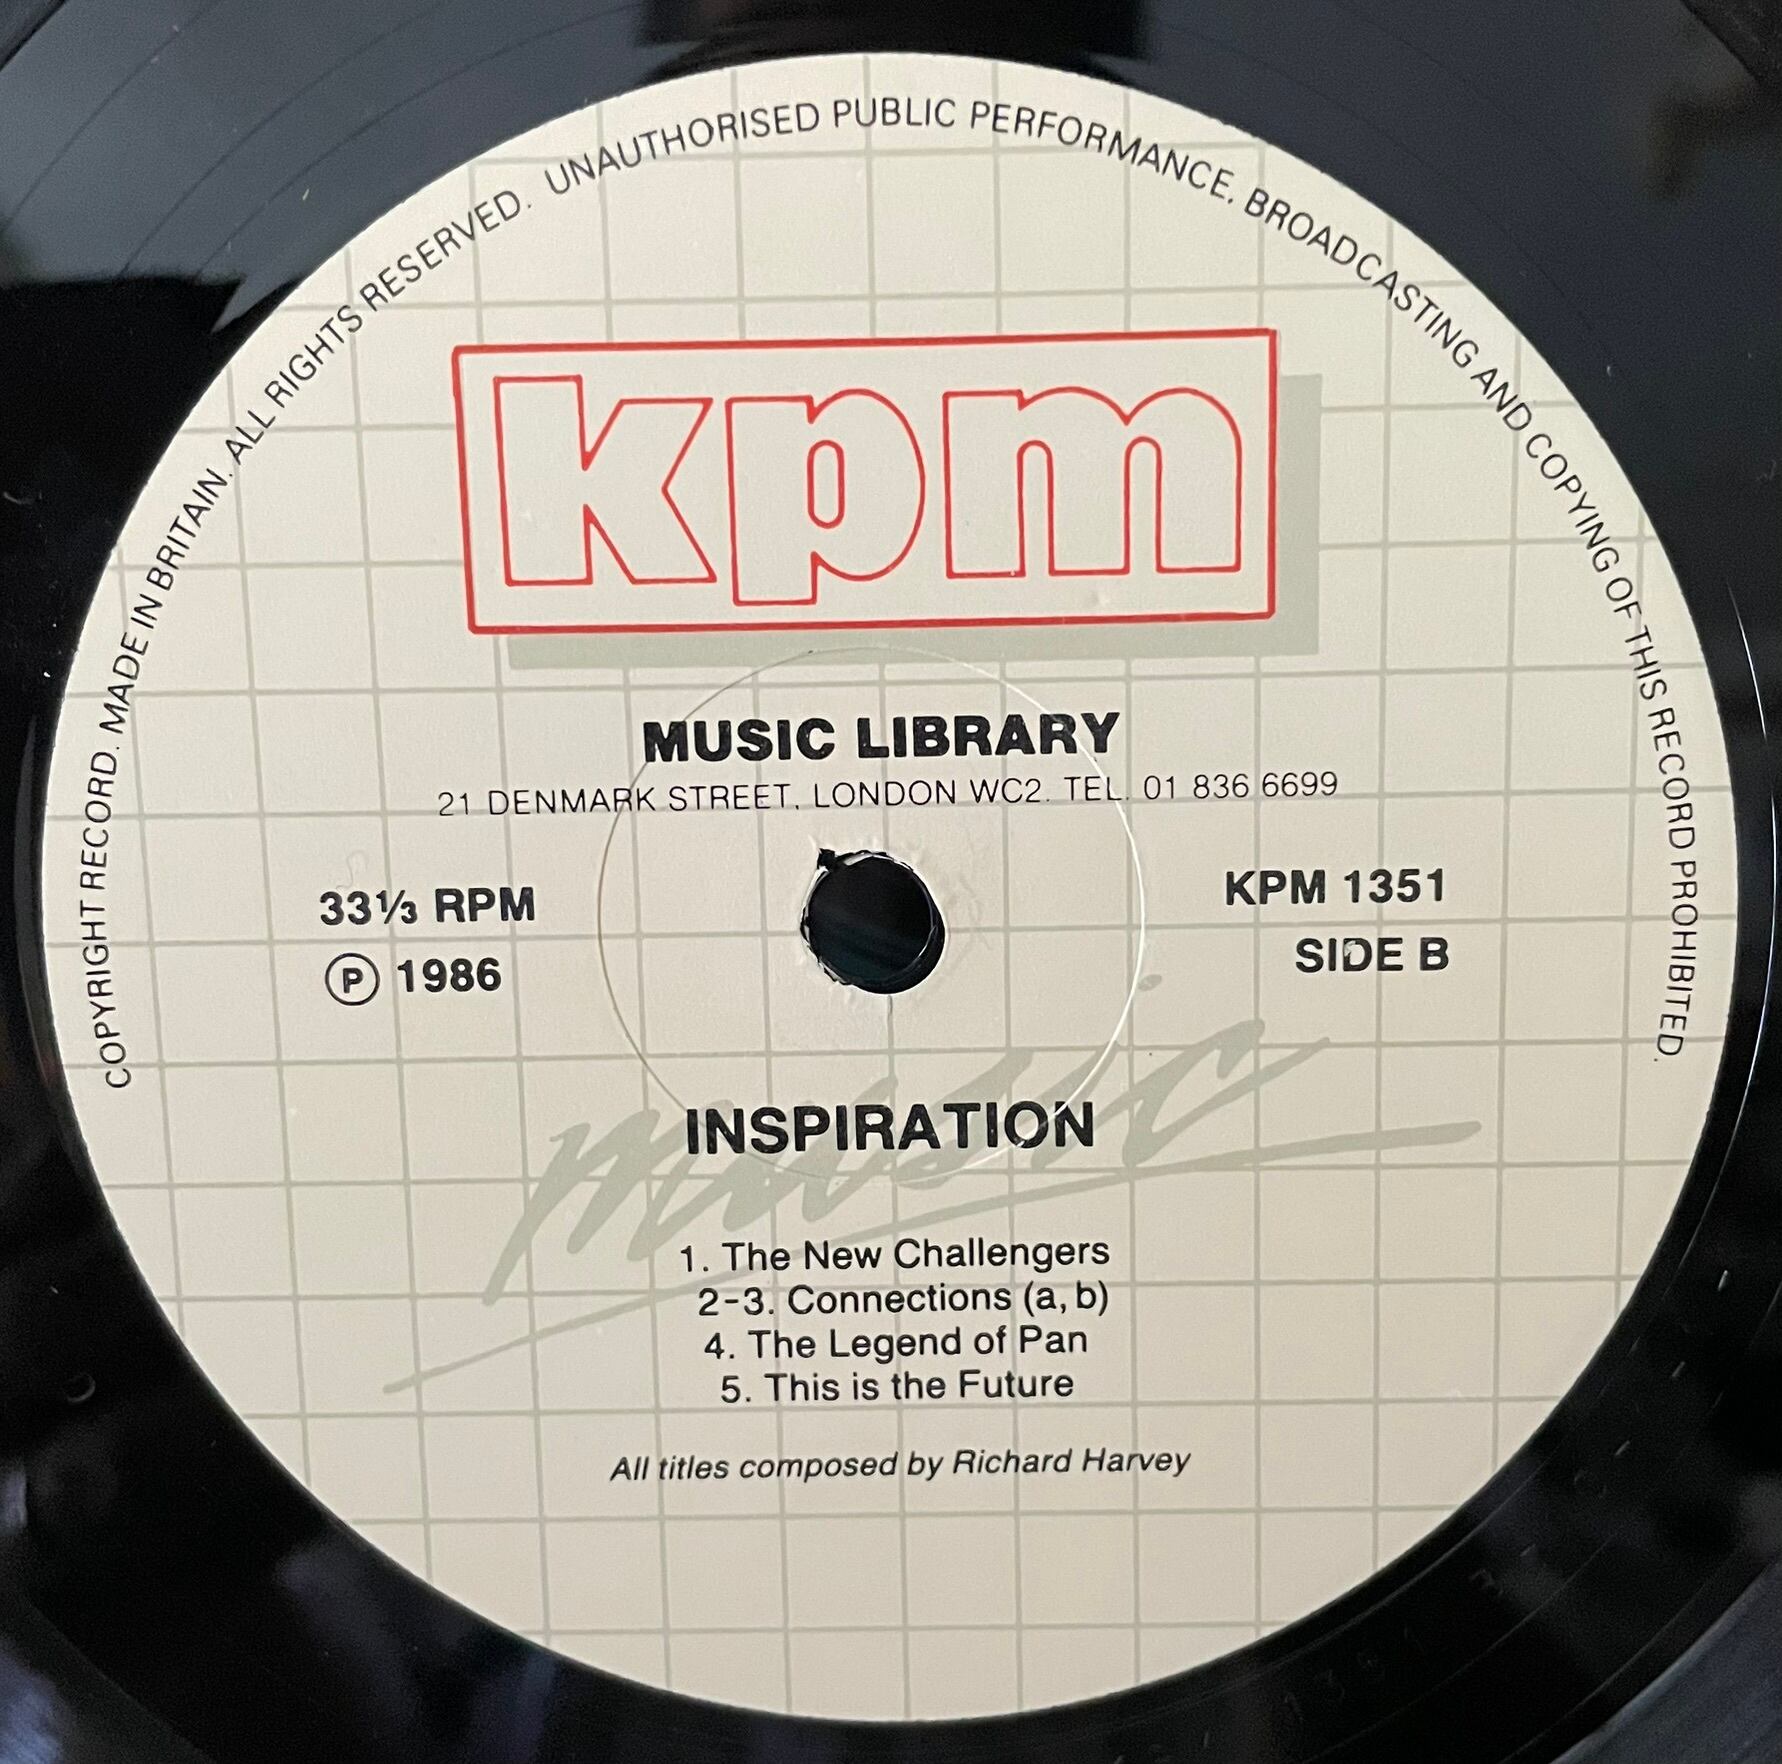 COPYRIGHT RECORD. MADE IN BRITAIN. ALL RIGHTS RESERVED. UNAUTHORISED PUBLIC PERFORMANCE. BROADCASTING AND COPYING OF THIS RECORD PROHIBITED.
kpm
MUSIC LIBRARY
21 DENMARK STREET, LONDON WC2. TEL. 01 836 6699
33⅓ RPM
Ⓟ 1986
KPM 1351
SIDE B
music
INSPIRATION
1. The New Challengers
2-3. Connections (a, b)
4. The Legend of Pan
5. This is the Future
All titles composed by Richard Harvey